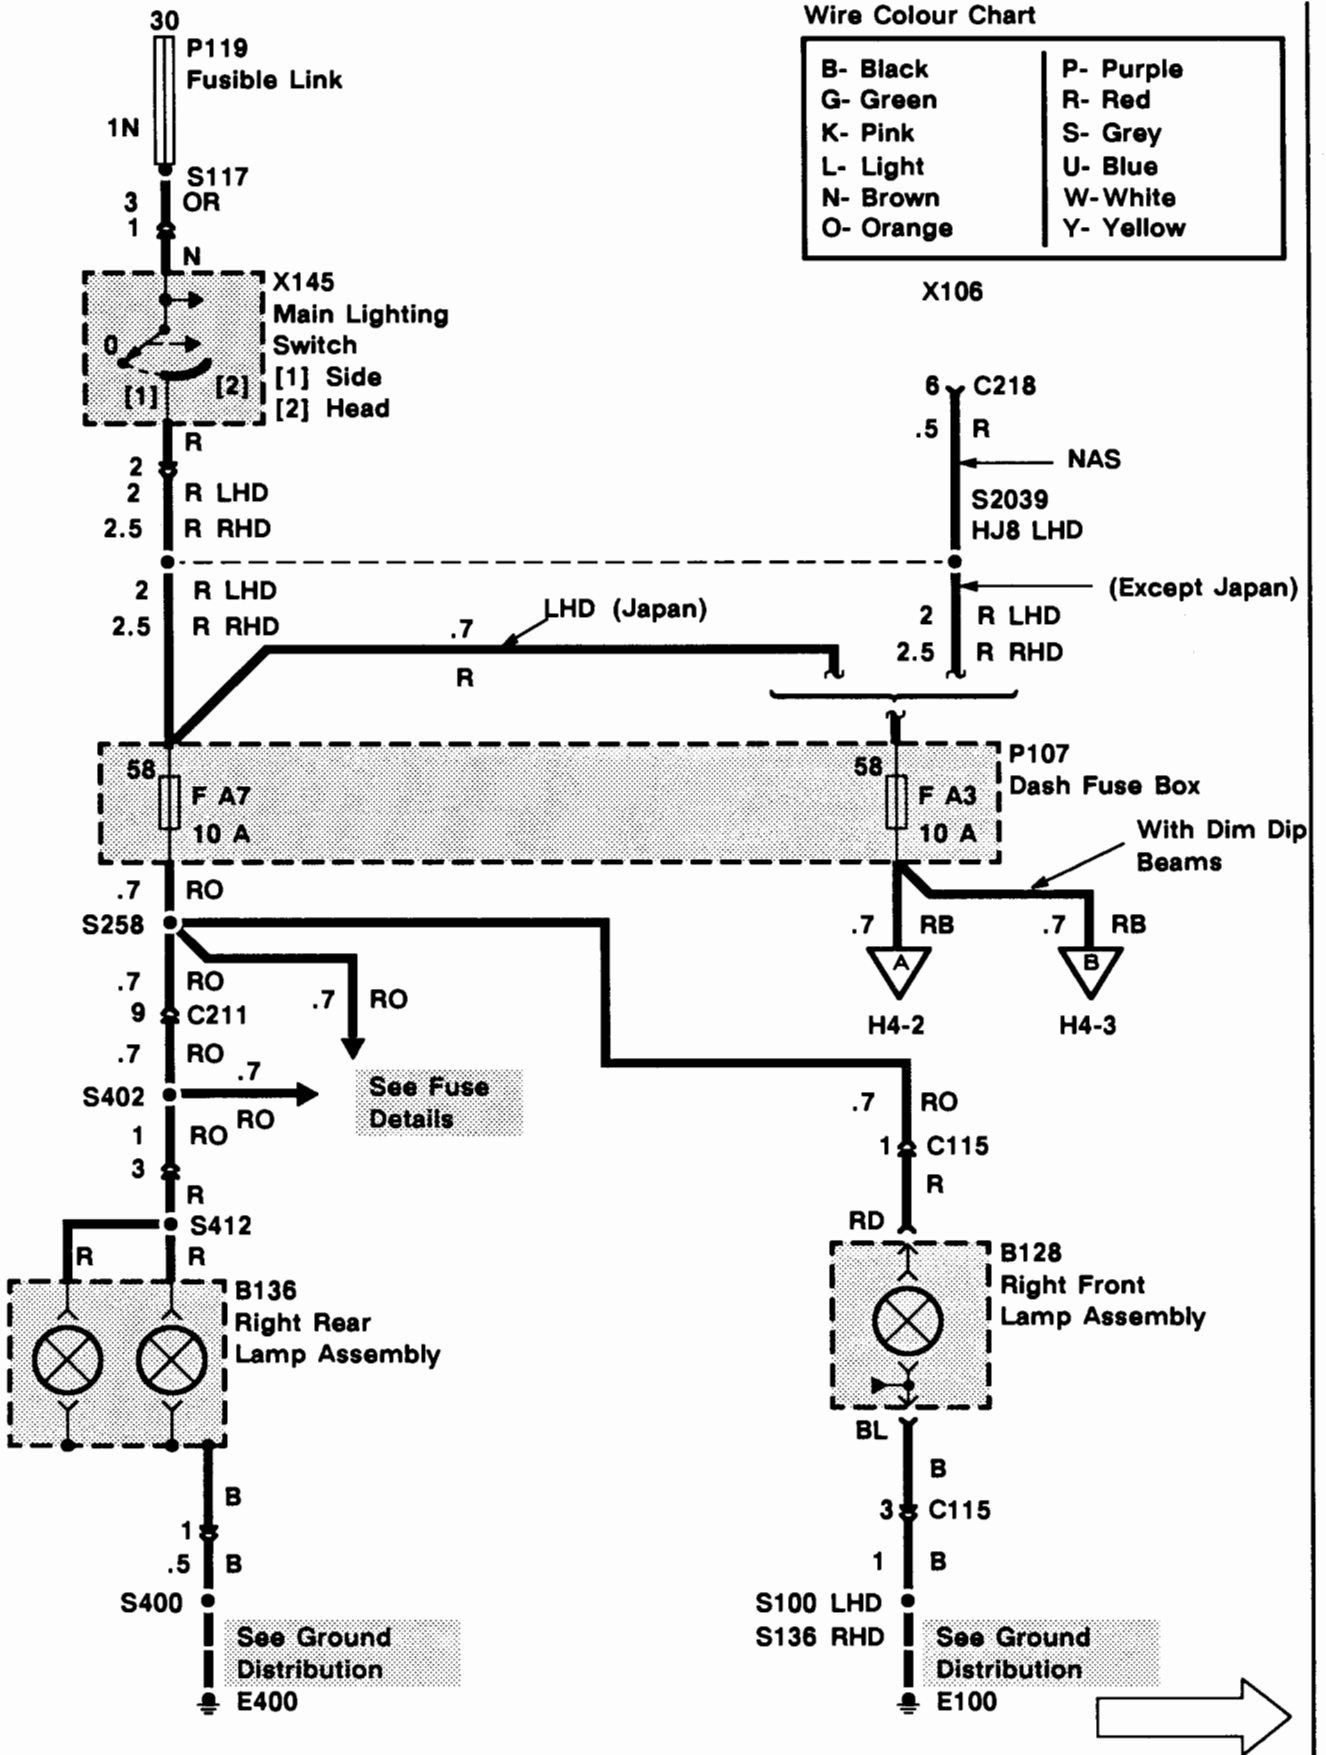 30
P119
Fusible Link
1N
S117
3 OR
1
N
X145
Main Lighting
Switch
[1] Side
[2] Head
0
[1]
[2]
R
2
2 R LHD
2.5 R RHD
2 R LHD
2.5 R RHD
Wire Colour Chart
B- Black
G- Green
K- Pink
L- Light
N- Brown
O- Orange
P- Purple
R- Red
S- Grey
U- Blue
W-White
Y- Yellow
X106
6 C218
.5 R
NAS
S2039
HJ8 LHD
(Except Japan)
2 R LHD
2.5 R RHD
LHD (Japan)
.7
R
58
F A7
10 A
58
F A3
10 A
P107
Dash Fuse Box
With Dim Dip
Beams
.7 RB
.7 RB
A
B
H4-2
H4-3
.7 RO
S258
.7 RO
9 C211
.7 RO
.7 RO
S402
.7
RO
See Fuse
Details
1 RO
3
R
S412
R
R
B136
Right Rear
Lamp Assembly
B
1
.5 B
S400
See Ground
Distribution
E400
.7 RO
1 C115
R
RD
B128
Right Front
Lamp Assembly
BL
B
3 C115
1 B
S100 LHD
S136 RHD
See Ground
Distribution
E100